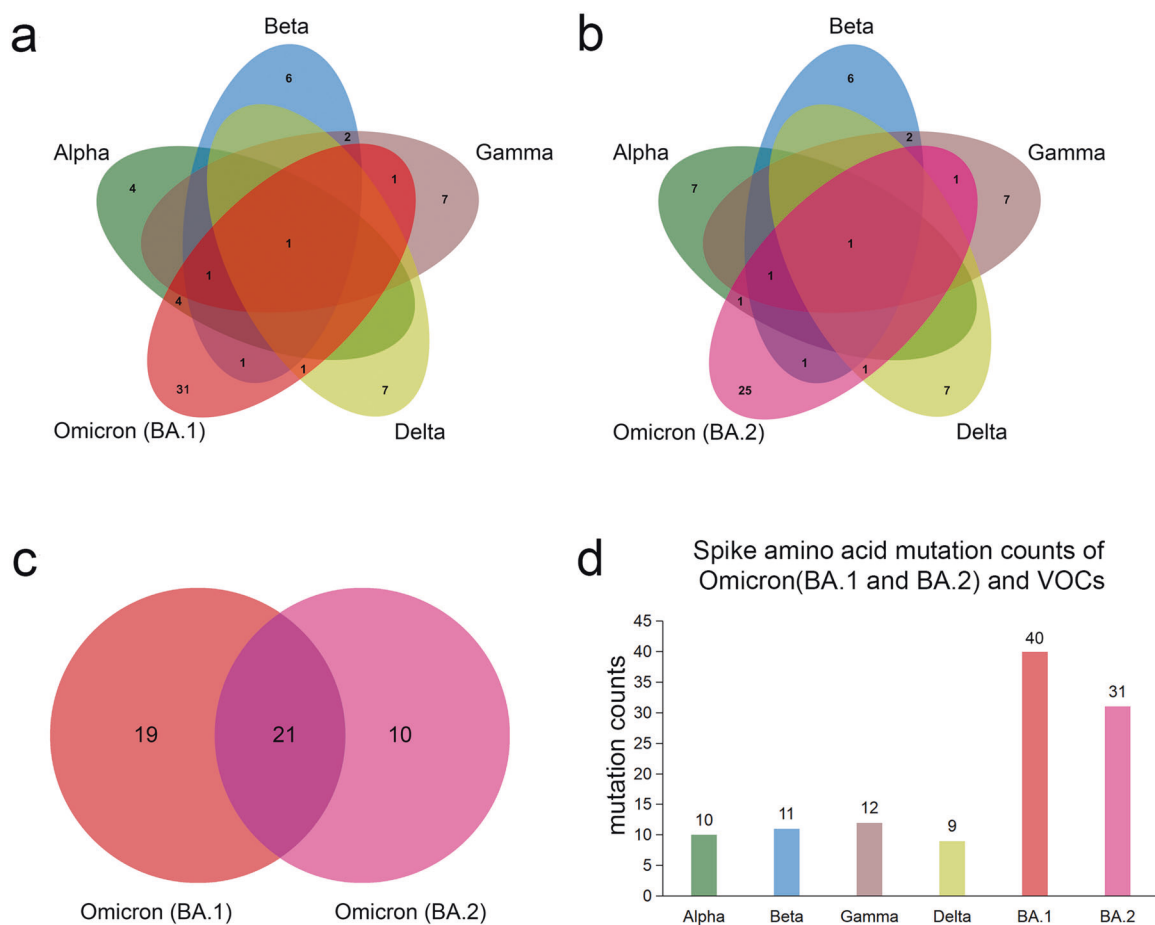 a
Beta
6
2
Alpha
Gamma
4
1
7
1
1
4
1
1
31
7
Omicron (BA.1)
Delta
b
Beta
6
2
Alpha
Gamma
7
1
7
1
1
1
1
1
25
7
Omicron (BA.2)
Delta
c
19
21
10
Omicron (BA.1)
Omicron (BA.2)
d
Spike amino acid mutation counts of
Omicron(BA.1 and BA.2) and VOCs
mutation counts
45
40
35
30
25
20
15
10
5
0
10
11
12
9
40
31
Alpha
Beta
Gamma
Delta
BA.1
BA.2